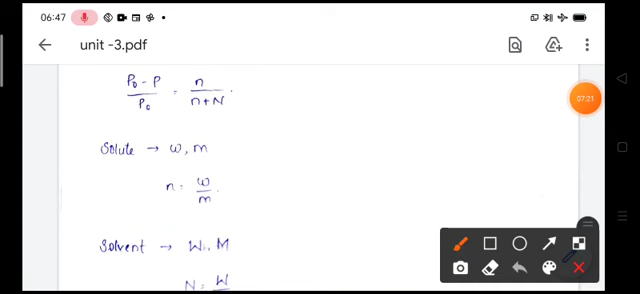 06:47
unit -3.pdf
P₀ - P / P₀ = n / n + N .
07:21
Solute → w, m
n = w / m .
Solvent → W, M
N = W